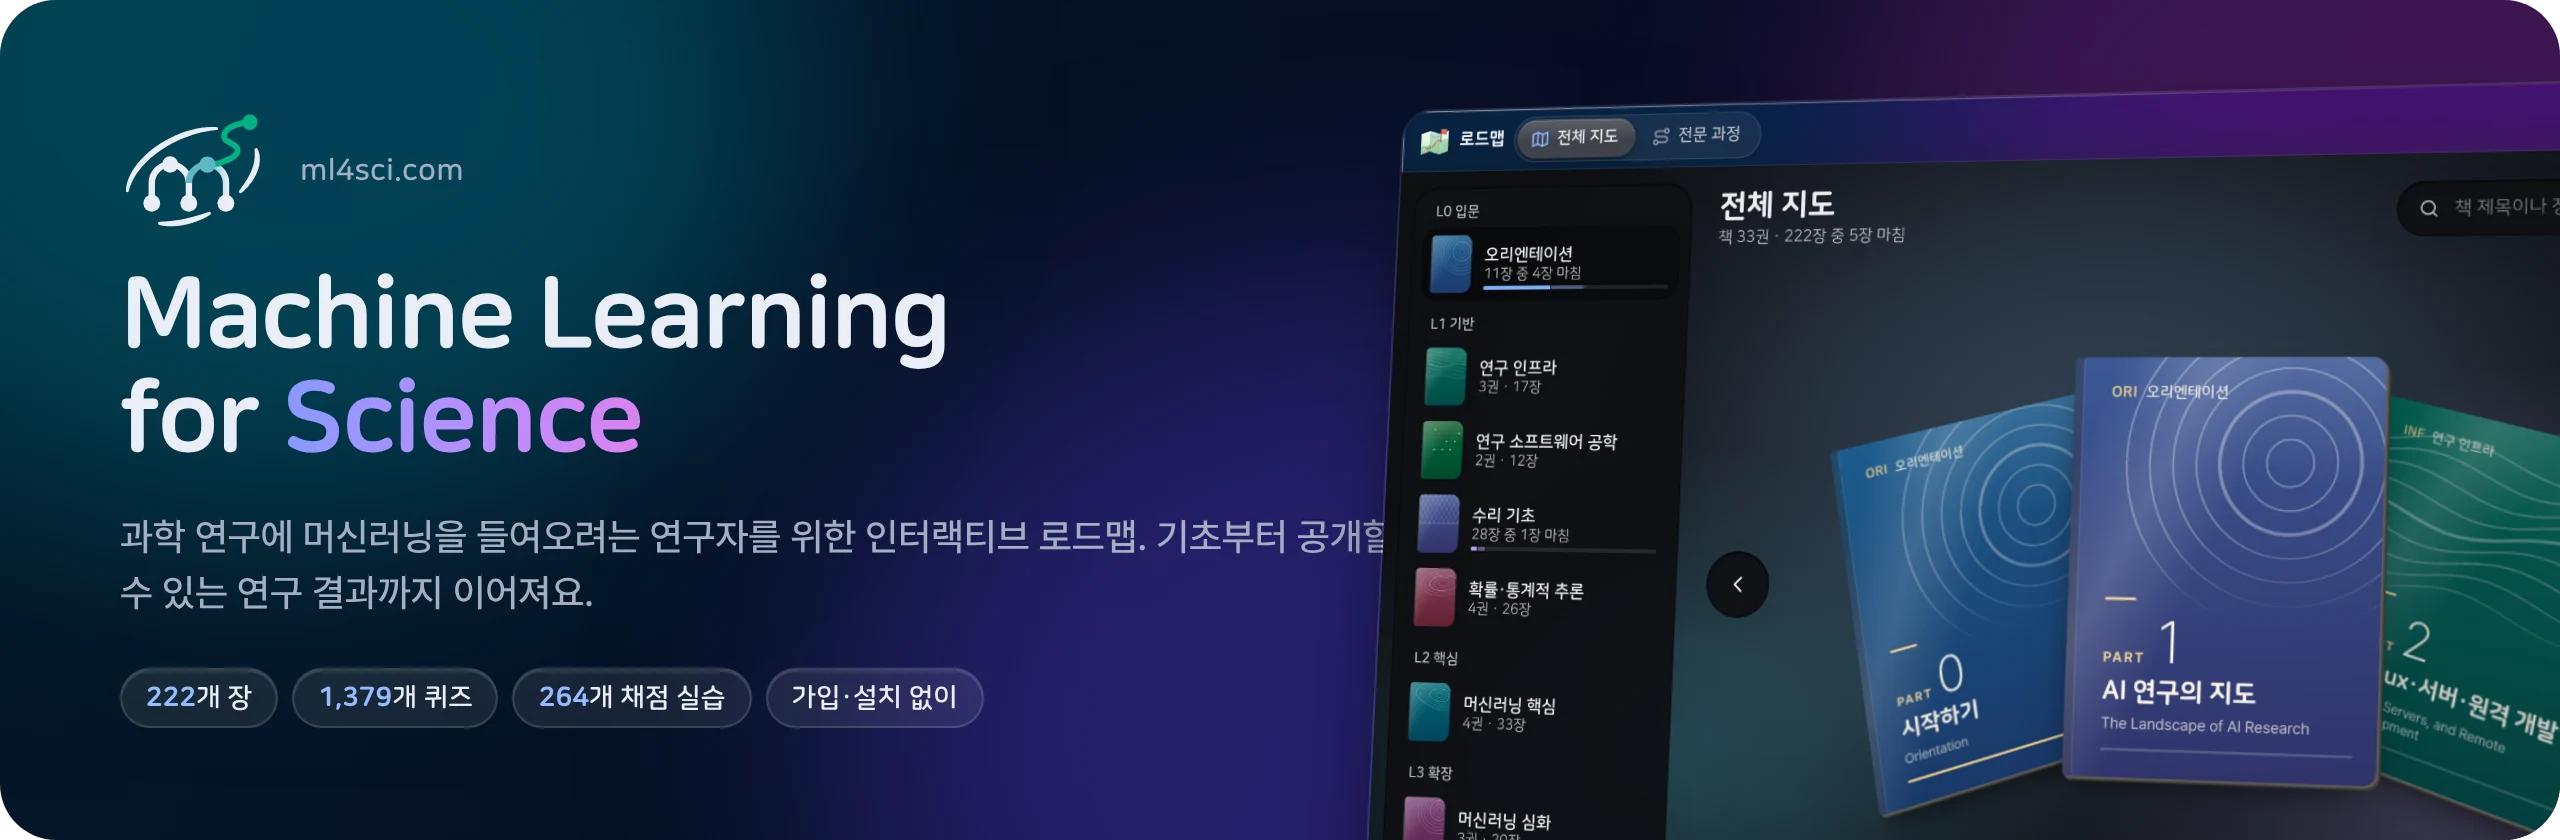 ml4sci.com
Machine Learning
for Science
과학 연구에 머신러닝을 들여오려는 연구자를 위한 인터랙티브 로드맵. 기초부터 공개할
수 있는 연구 결과까지 이어져요.
222개 장
1,379개 퀴즈
264개 채점 실습
가입·설치 없이
로드맵
전체 지도
전문 과정
L0 입문
오리엔테이션
11장 중 4장 마침
L1 기반
연구 인프라
3권 · 17장
연구 소프트웨어 공학
2권 · 12장
수리 기초
28장 중 1장 마침
확률·통계적 추론
4권 · 26장
L2 핵심
머신러닝 핵심
4권 · 33장
L3 확장
머신러닝 심화
3권 · 20장
전체 지도
책 33권 · 222장 중 5장 마침
책 제목이나
ORI 오리엔테이션
PART 0
시작하기
Orientation
ORI 오리엔테이션
PART 1
AI 연구의 지도
The Landscape of AI Research
INF 연구 인프라
T 2
ux·서버·원격 개발
Servers, and Remote
pment